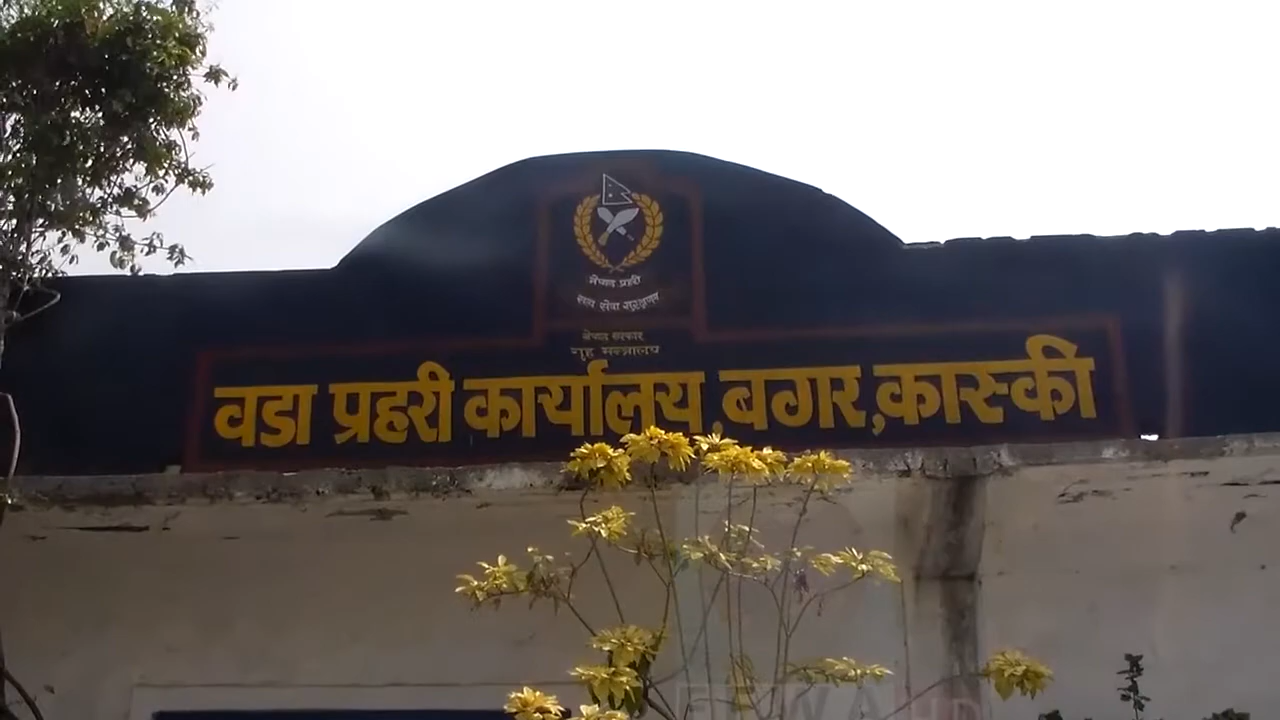 नेपाल प्रहरी
सत्य सेवा सुरक्षणम्
नेपाल सरकार
गृह मन्त्रालय
वडा प्रहरी कार्यालय,बगर,कास्की